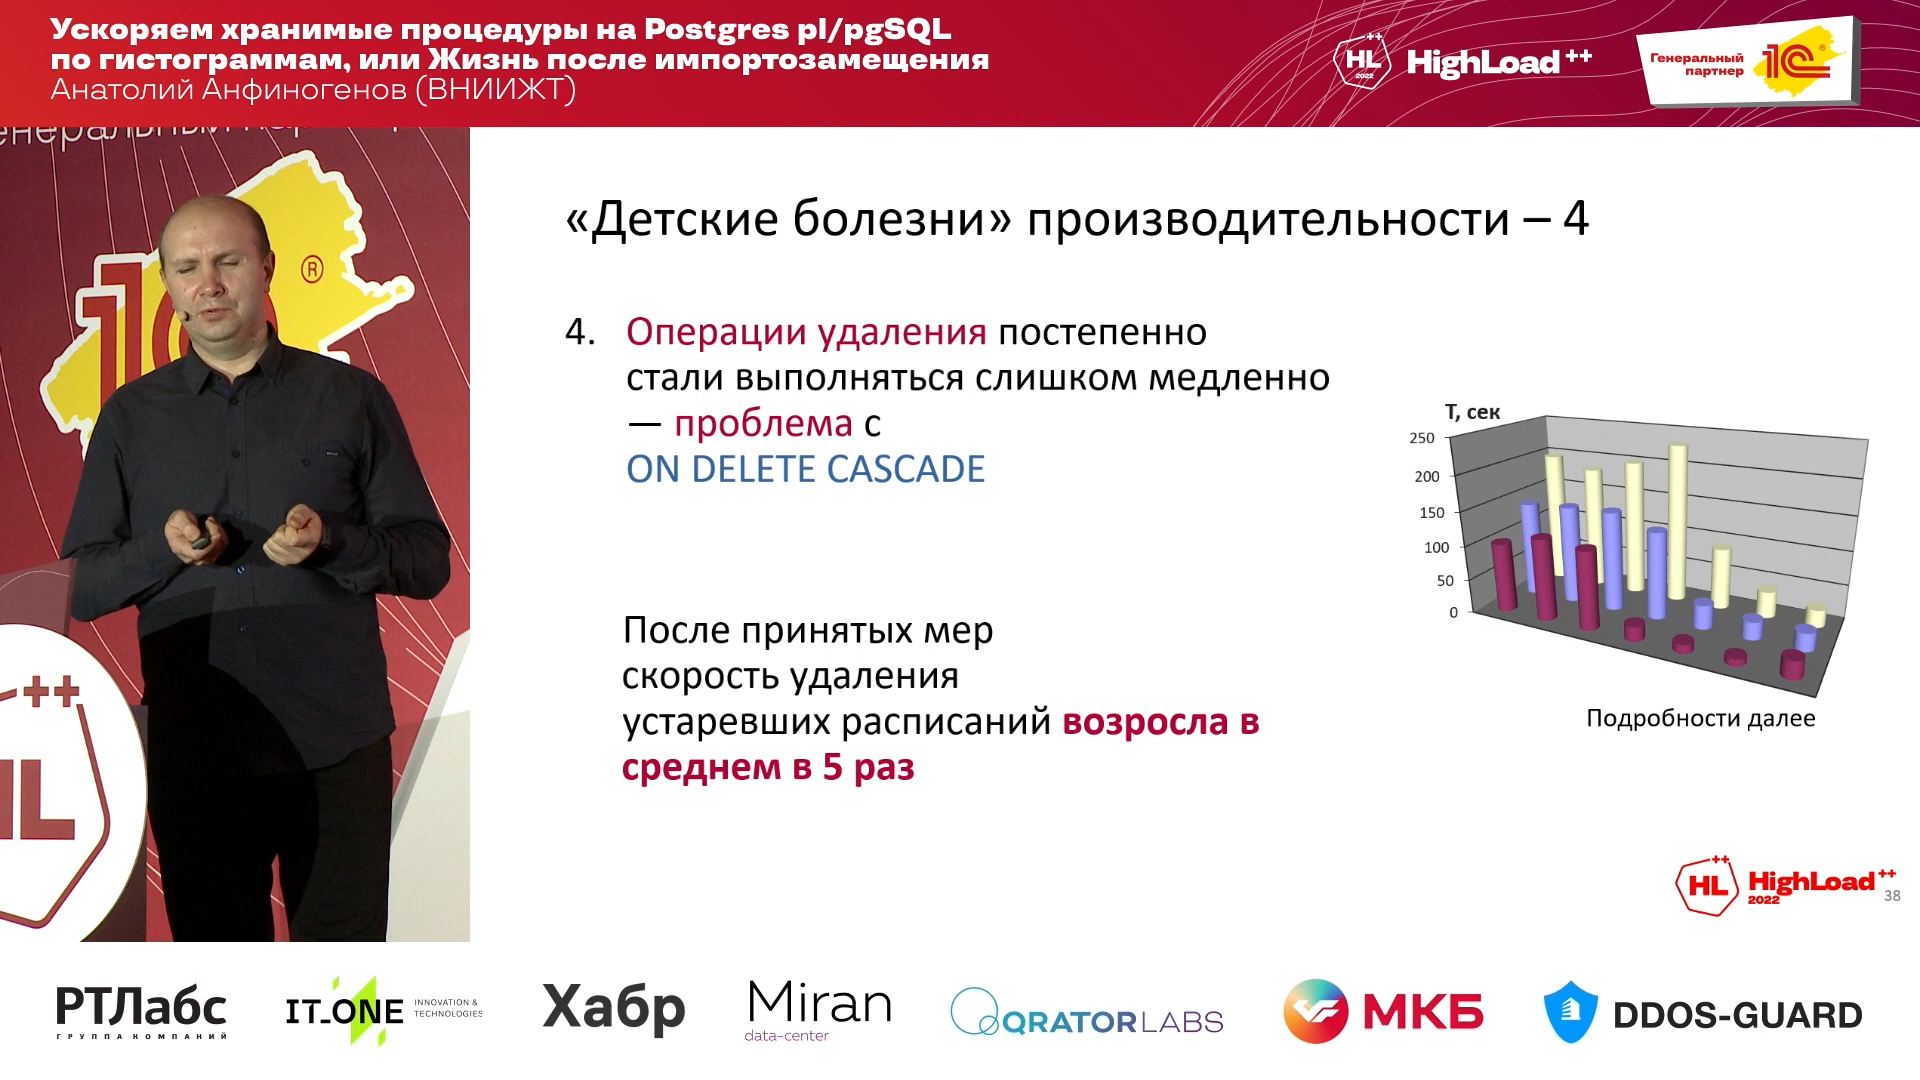 Ускоряем хранимые процедуры на Postgres pl/pgSQL
по гистограммам, или Жизнь после импортозамещения
Анатолий Анфиногенов (ВНИИЖТ)
HL
++
2022
HighLoad++
Генеральный
партнер
1С®
®
«Детские болезни» производительности – 4
4. Операции удаления постепенно
стали выполняться слишком медленно
— проблема с
ON DELETE CASCADE
После принятых мер
скорость удаления
устаревших расписаний возросла в
среднем в 5 раз
Т, сек
250
200
150
100
50
0
Подробности далее
++
HL
HL
++
HighLoad++
2022
38
РТЛабс
ГРУППА КОМПАНИЙ
IT_ONE
INNOVATION &
TECHNOLOGIES
Хабр
Miran
data-center
QRATORLABS
МКБ
DDOS-GUARD